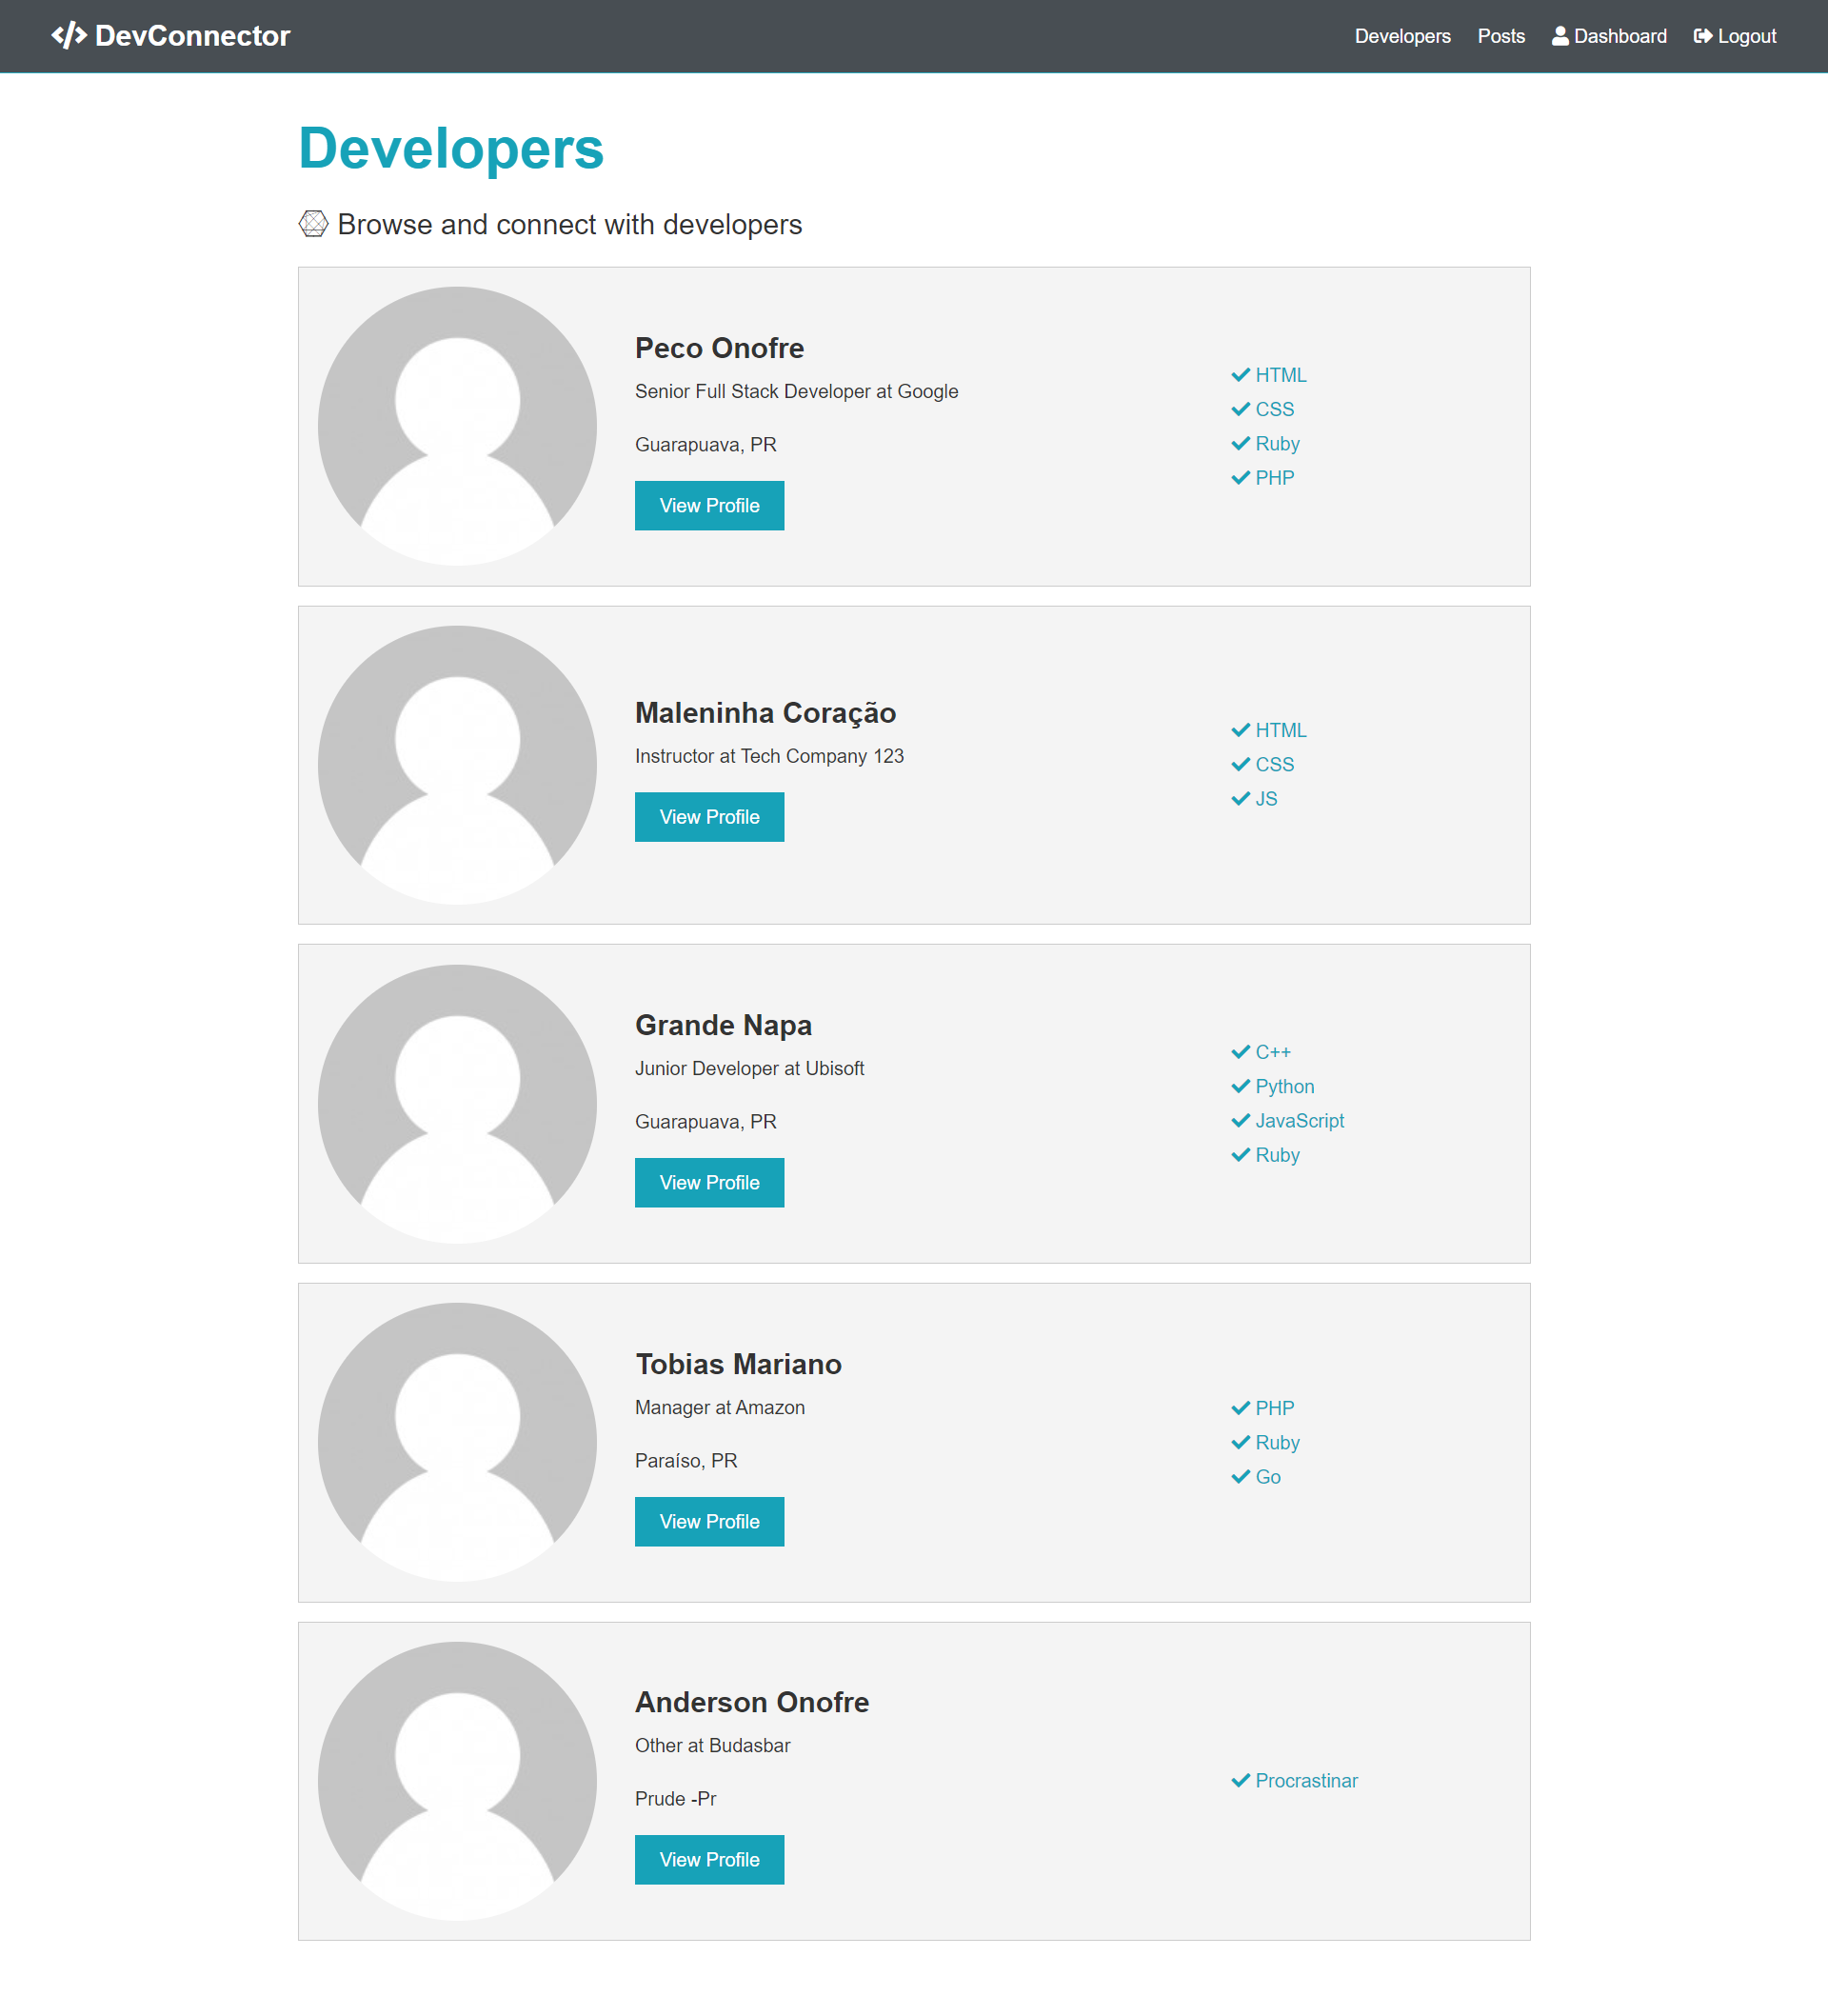 DevConnector
Developers Posts Dashboard Logout
Developers
Browse and connect with developers
Peco Onofre
Senior Full Stack Developer at Google
Guarapuava, PR
View Profile
HTML
CSS
Ruby
PHP
Maleninha Coração
Instructor at Tech Company 123
View Profile
HTML
CSS
JS
Grande Napa
Junior Developer at Ubisoft
Guarapuava, PR
View Profile
C++
Python
JavaScript
Ruby
Tobias Mariano
Manager at Amazon
Paraíso, PR
View Profile
PHP
Ruby
Go
Anderson Onofre
Other at Budasbar
Prude -Pr
View Profile
Procrastinar